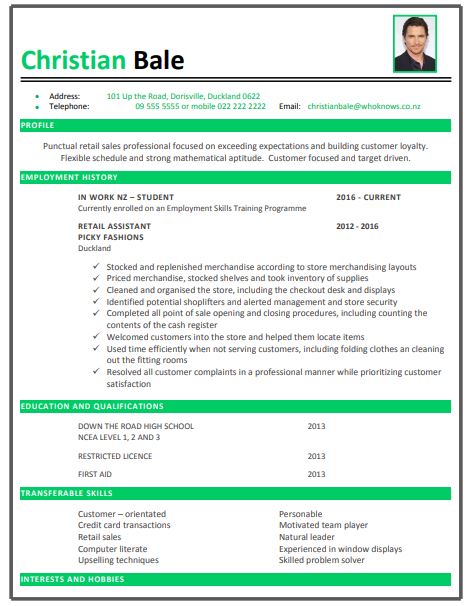 Christian Bale
Address: 101 Up the Road, Dorisville, Duckland 0622
Telephone: 09 555 5555 or mobile 022 222 2222 Email: christianbale@whoknows.co.nz
PROFILE
Punctual retail sales professional focused on exceeding expectations and building customer loyalty.
Flexible schedule and strong mathematical aptitude. Customer focused and target driven.
EMPLOYMENT HISTORY
IN WORK NZ – STUDENT 2016 - CURRENT
Currently enrolled on an Employment Skills Training Programme
RETAIL ASSISTANT 2012 - 2016
PICKY FASHIONS
Duckland
✓ Stocked and replenished merchandise according to store merchandising layouts
✓ Priced merchandise, stocked shelves and took inventory of supplies
✓ Cleaned and organised the store, including the checkout desk and displays
✓ Identified potential shoplifters and alerted management and store security
✓ Completed all point of sale opening and closing procedures, including counting the
contents of the cash register
✓ Welcomed customers into the store and helped them locate items
✓ Used time efficiently when not serving customers, including folding clothes an cleaning
out the fitting rooms
✓ Resolved all customer complaints in a professional manner while prioritizing customer
satisfaction
EDUCATION AND QUALIFICATIONS
DOWN THE ROAD HIGH SCHOOL 2013
NCEA LEVEL 1, 2 AND 3
RESTRICTED LICENCE 2013
FIRST AID 2013
TRANSFERABLE SKILLS
Customer – orientated Personable
Credit card transactions Motivated team player
Retail sales Natural leader
Computer literate Experienced in window displays
Upselling techniques Skilled problem solver
INTERESTS AND HOBBIES